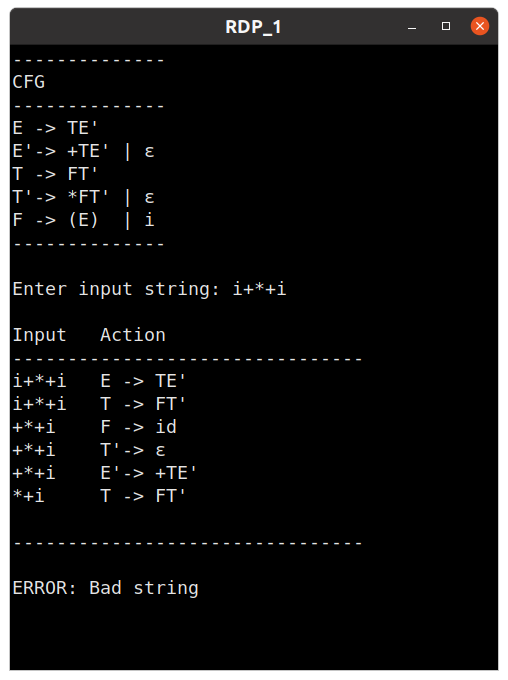 RDP_1
--------------
CFG
--------------
E -> TE'
E'-> +TE' | ε
T -> FT'
T'-> *FT' | ε
F -> (E)  | i
--------------
Enter input string: i+*+i
Input   Action
--------------------------------
i+*+i   E -> TE'
i+*+i   T -> FT'
+*+i    F -> id
+*+i    T'-> ε
+*+i    E'-> +TE'
*+i     T -> FT'
--------------------------------
ERROR: Bad string